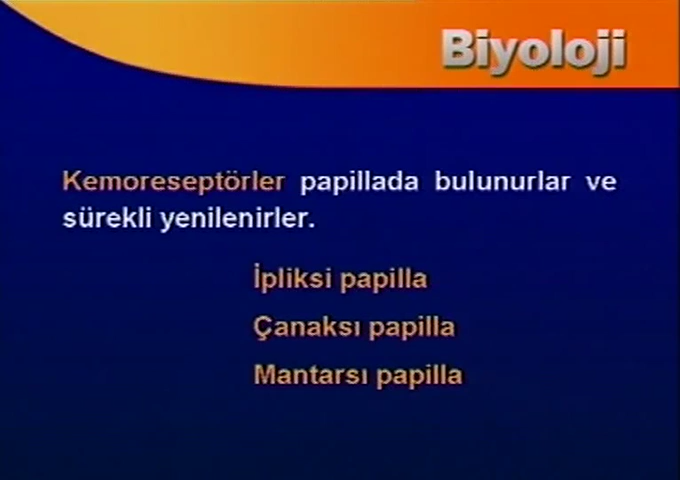 Biyoloji
Kemoreseptörler papillada bulunurlar ve
sürekli yenilenirler.
İpliksi papilla
Çanaksı papilla
Mantarsı papilla